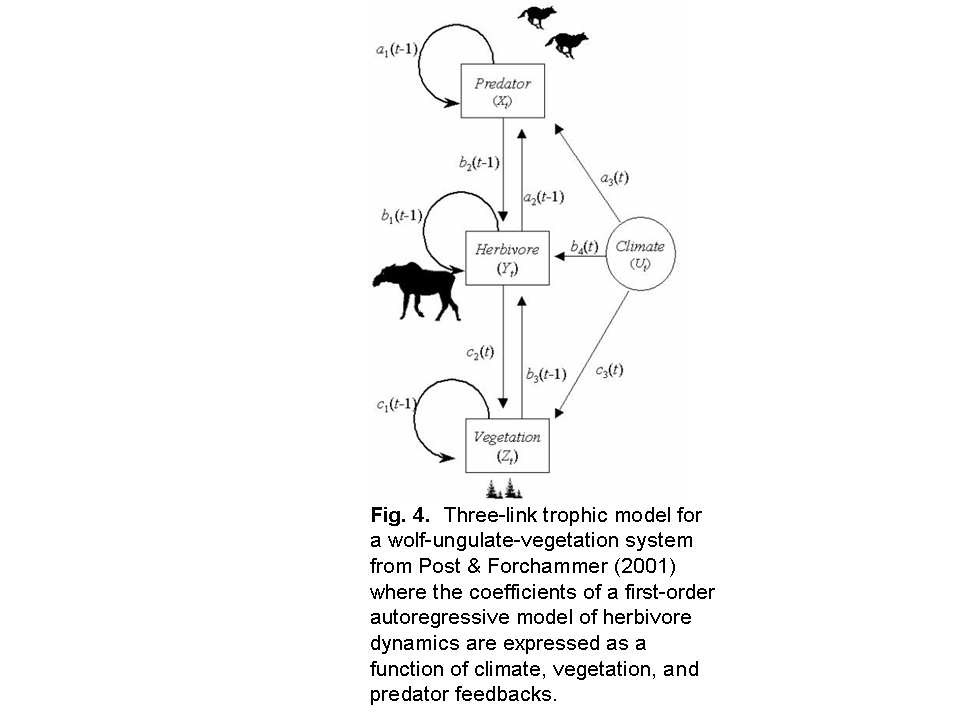 a1(t-1)
Predator
(Xt)
b2(t-1)
a2(t-1)
a3(t)
b1(t-1)
Herbivore
(Yt)
b4(t)
Climate
(Ut)
c2(t)
b3(t-1)
c3(t)
c1(t-1)
Vegetation
(Zt)
Fig. 4. Three-link trophic model for
a wolf-ungulate-vegetation system
from Post & Forchammer (2001)
where the coefficients of a first-order
autoregressive model of herbivore
dynamics are expressed as a
function of climate, vegetation, and
predator feedbacks.